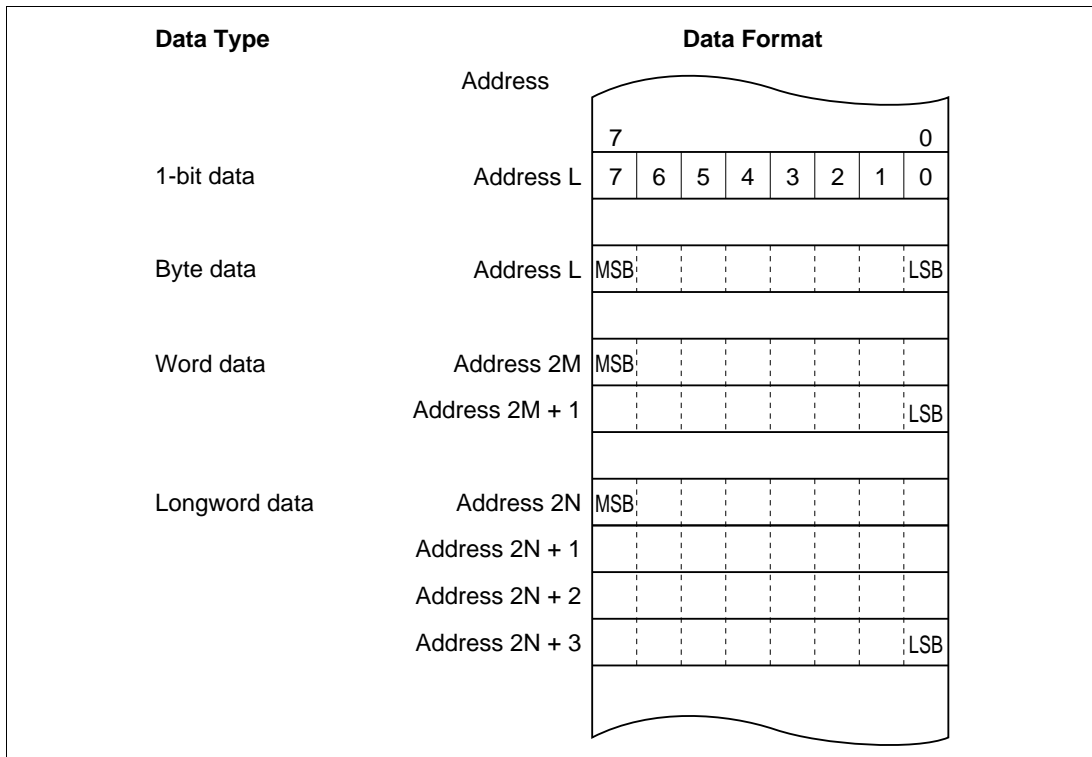 Data Type Data Format
Address
7 0
1-bit data Address L 7 6 5 4 3 2 1 0
Byte data Address L MSB LSB
Word data Address 2M MSB
Address 2M + 1 LSB
Longword data Address 2N MSB
Address 2N + 1
Address 2N + 2
Address 2N + 3 LSB